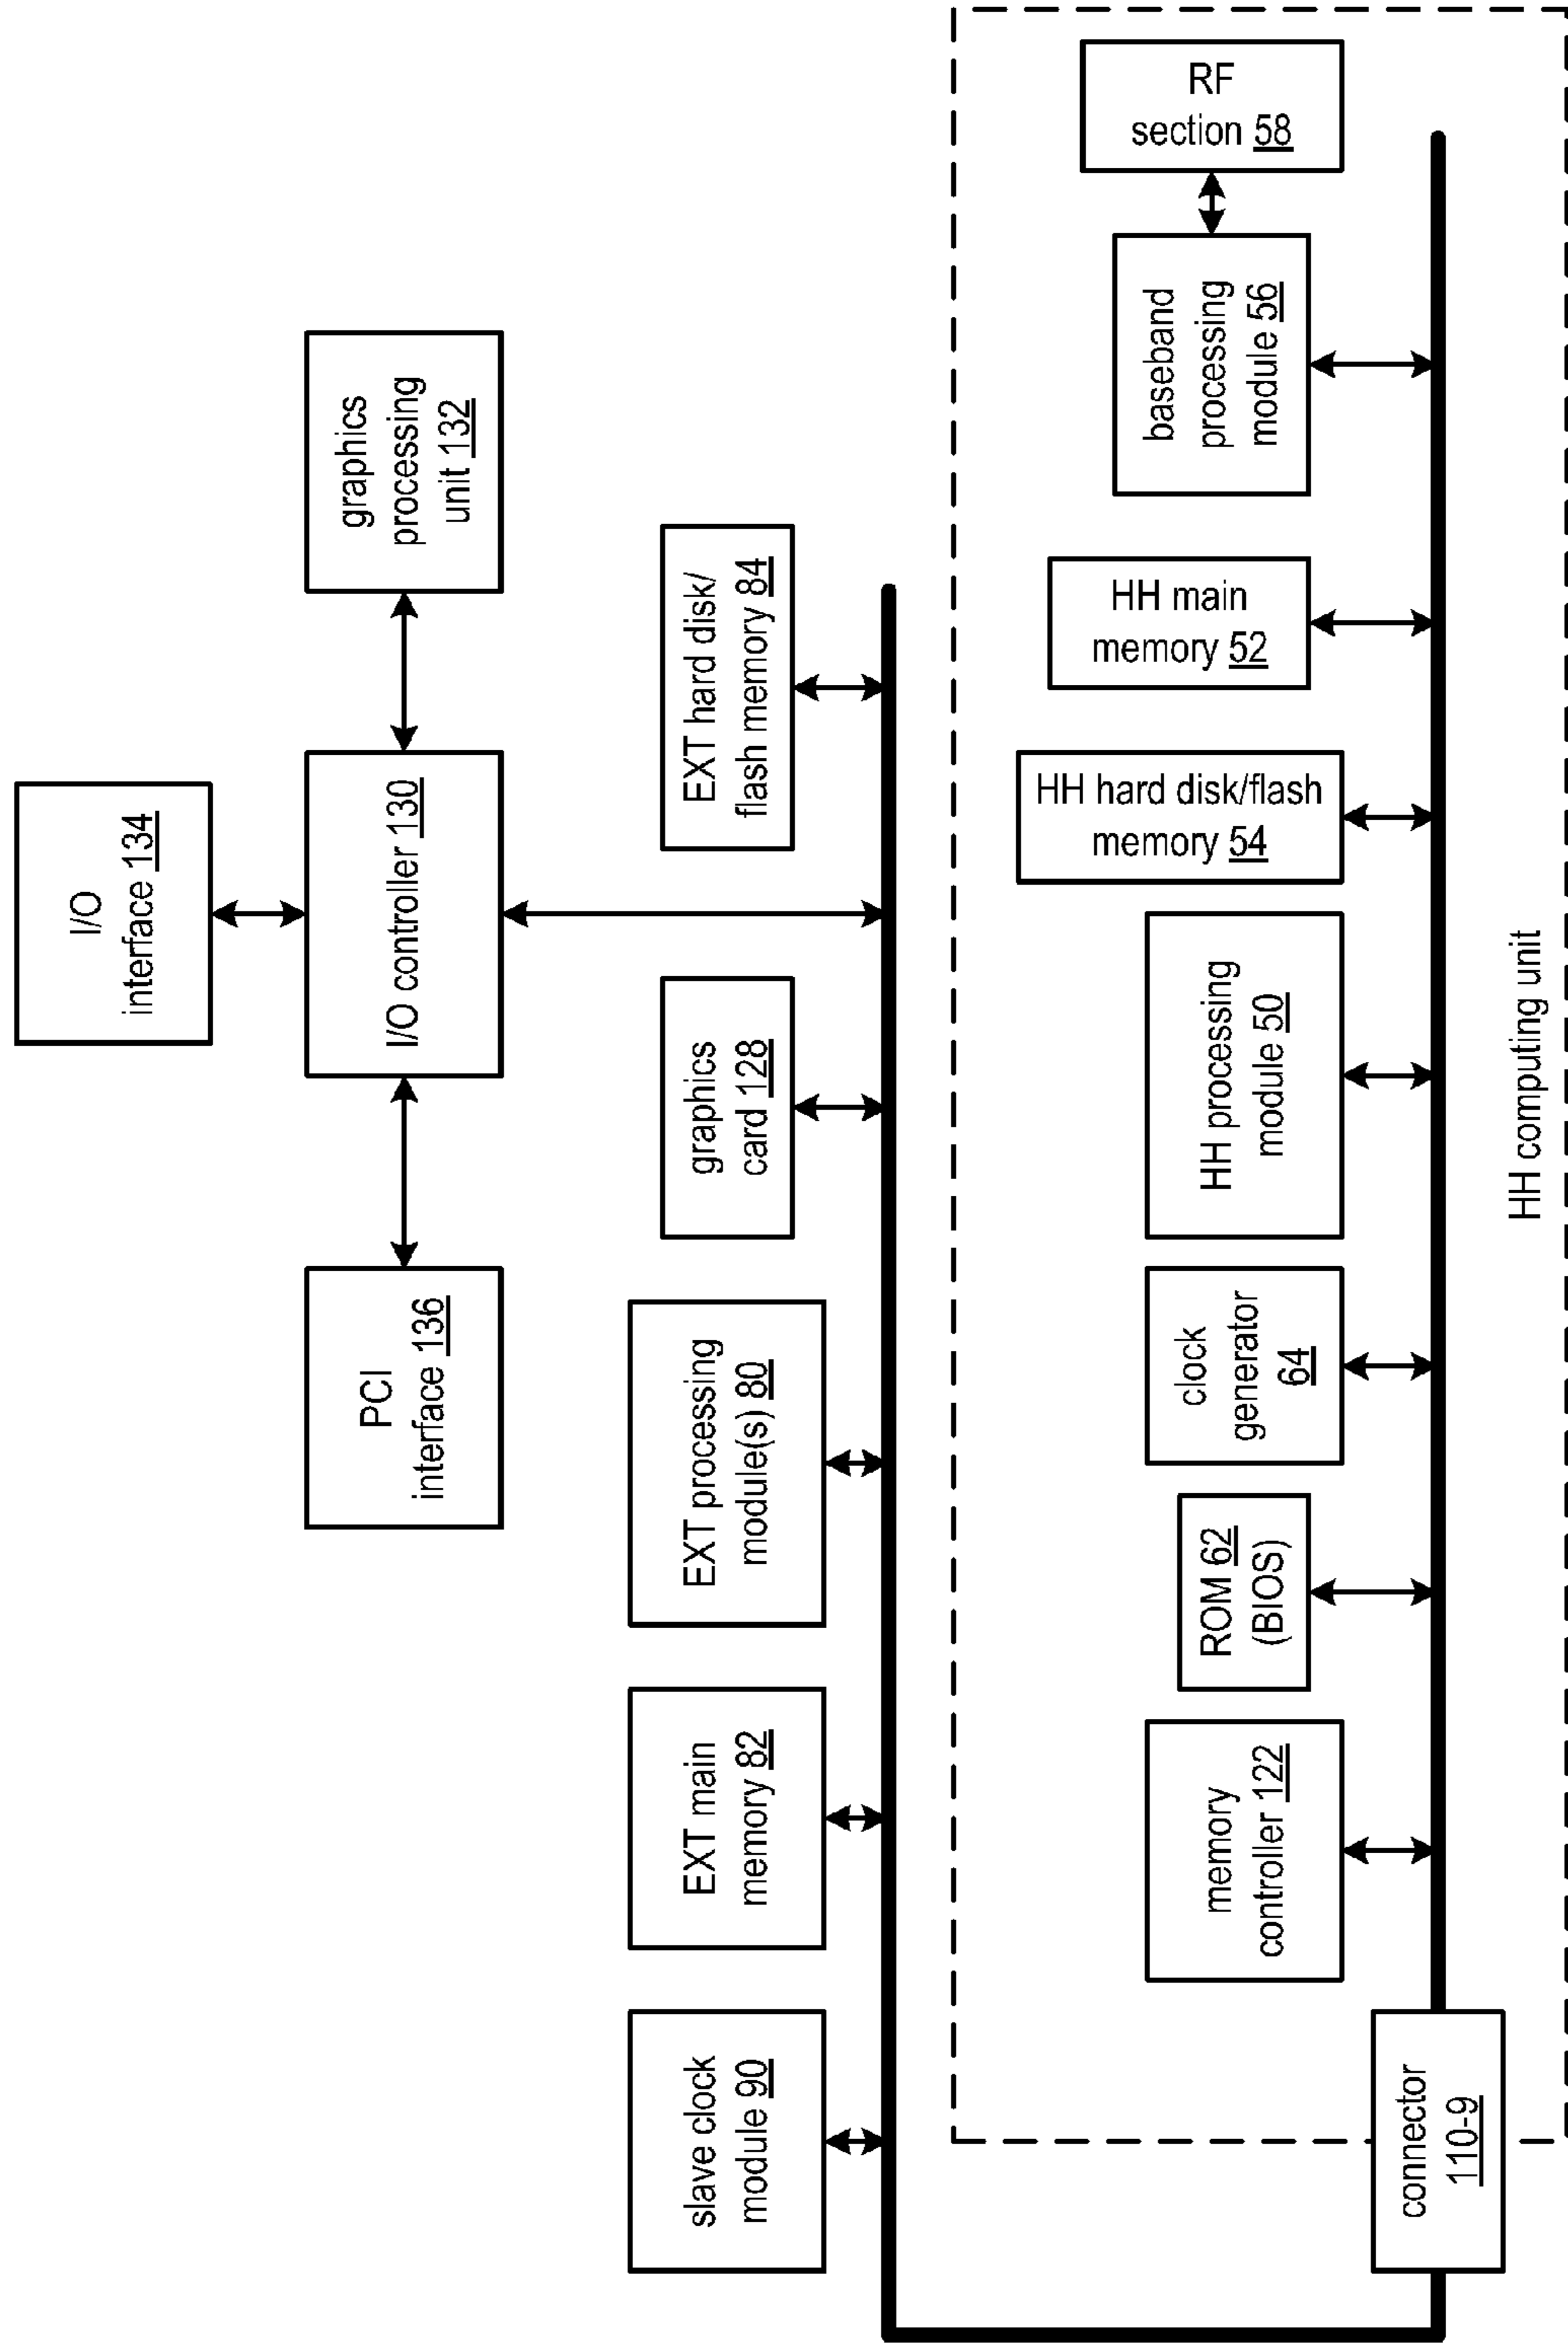 I/O
interface 134
PCI
interface 136
I/O controller 130
graphics
processing
unit 132
slave clock
module 90
EXT main
memory 82
EXT processing
module(s) 80
graphics
card 128
EXT hard disk/
flash memory 84
connector
110-9
memory
controller 122
ROM 62
(BIOS)
clock
generator
64
HH processing
module 50
HH hard disk/flash
memory 54
HH main
memory 52
baseband
processing
module 56
RF
section 58
HH computing unit